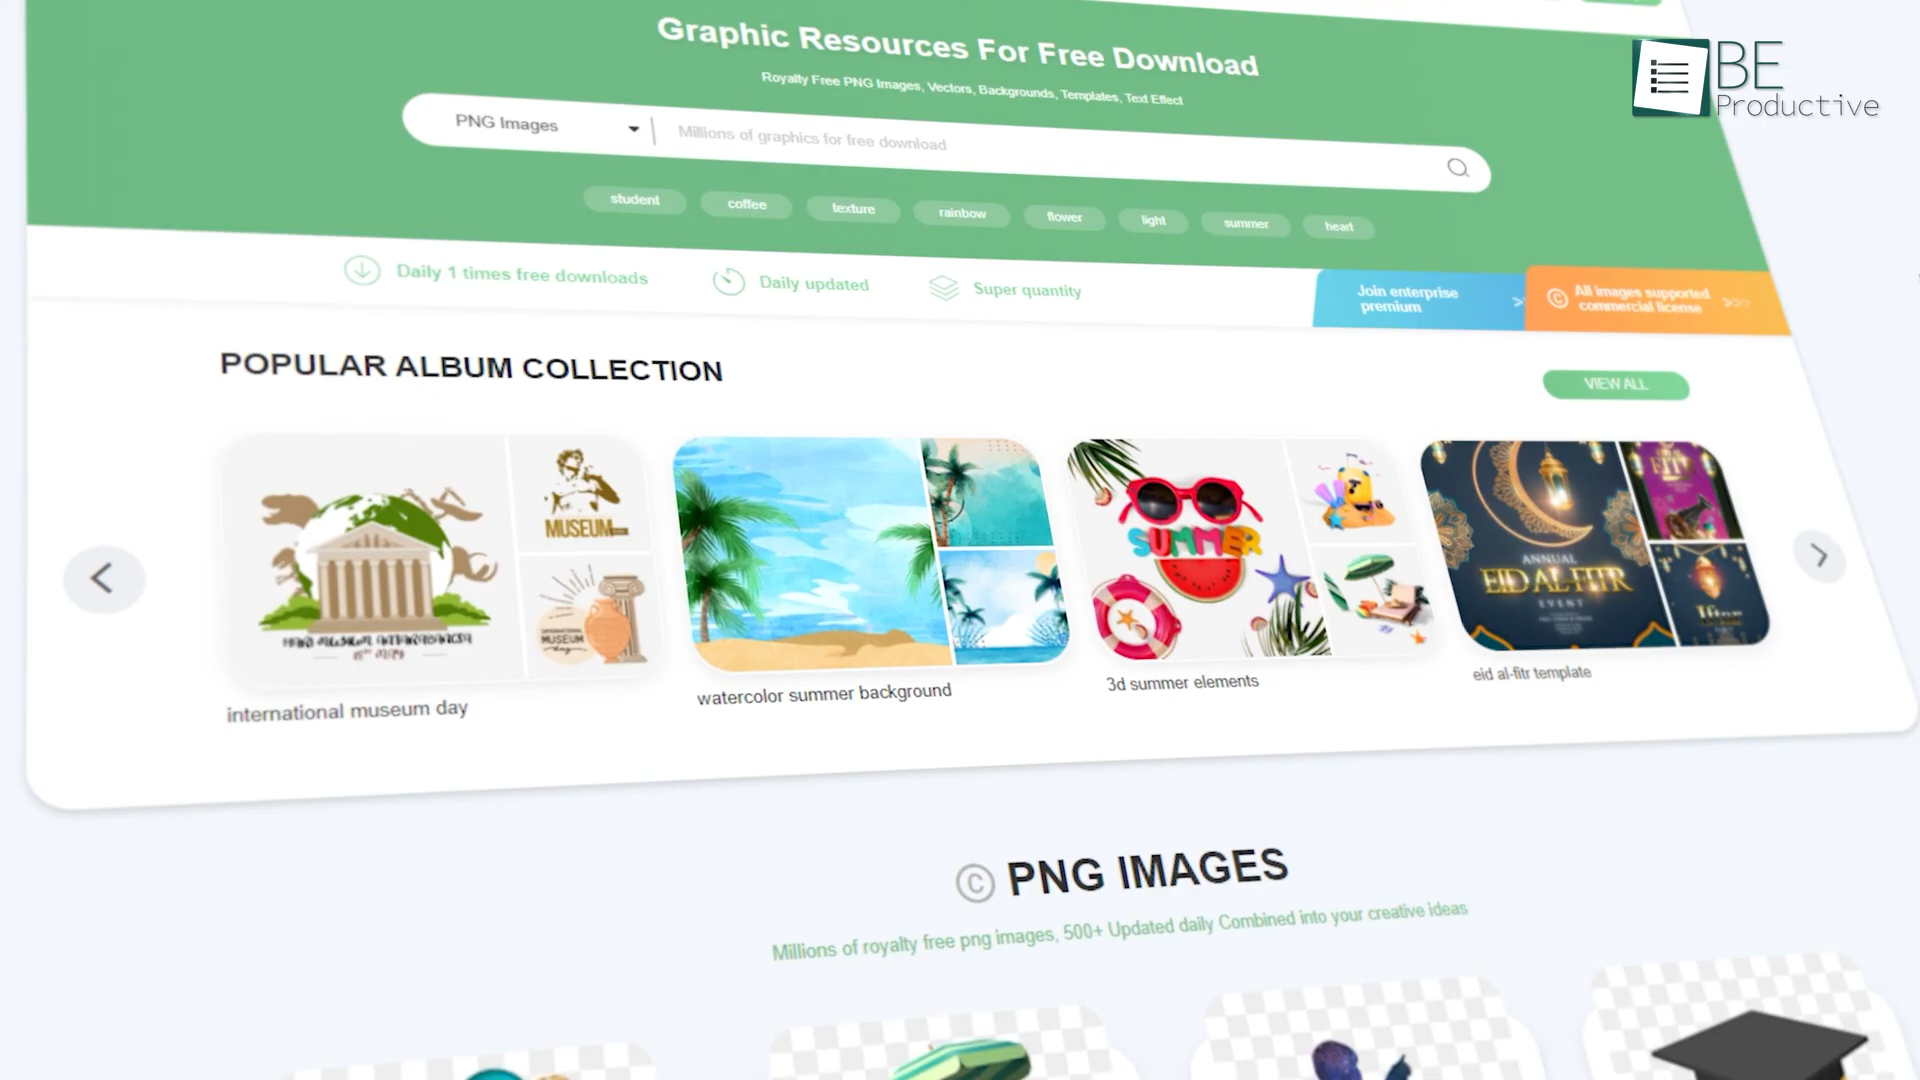 Graphic Resources For Free Download
BE
Productive
Royalty Free PNG Images, Vectors, Backgrounds, Templates, Text Effect
PNG Images
Millions of graphics for free download
student
coffee
texture
rainbow
flower
light
summer
heart
Daily 1 times free downloads
Daily updated
Super quantity
Join enterprise
premium
All images supported
commercial license
POPULAR ALBUM COLLECTION
VIEW ALL
MUSEUM
INTERNATIONAL
MUSEUM
day
SUMMER
ANNUAL
EID AL-FITR
EVENT
international museum day
watercolor summer background
3d summer elements
eid al-fitr template
© PNG IMAGES
Millions of royalty free png images, 500+ Updated daily Combined into your creative ideas